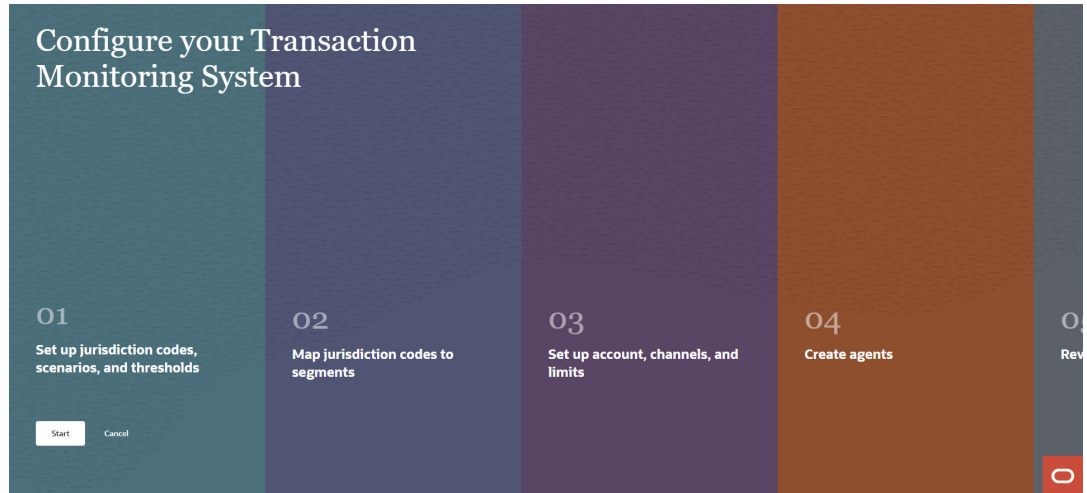 Configure your Transaction
Monitoring System
01
Set up jurisdiction codes,
scenarios, and thresholds
Start
Cancel
02
Map jurisdiction codes to
segments
03
Set up account, channels, and
limits
04
Create agents